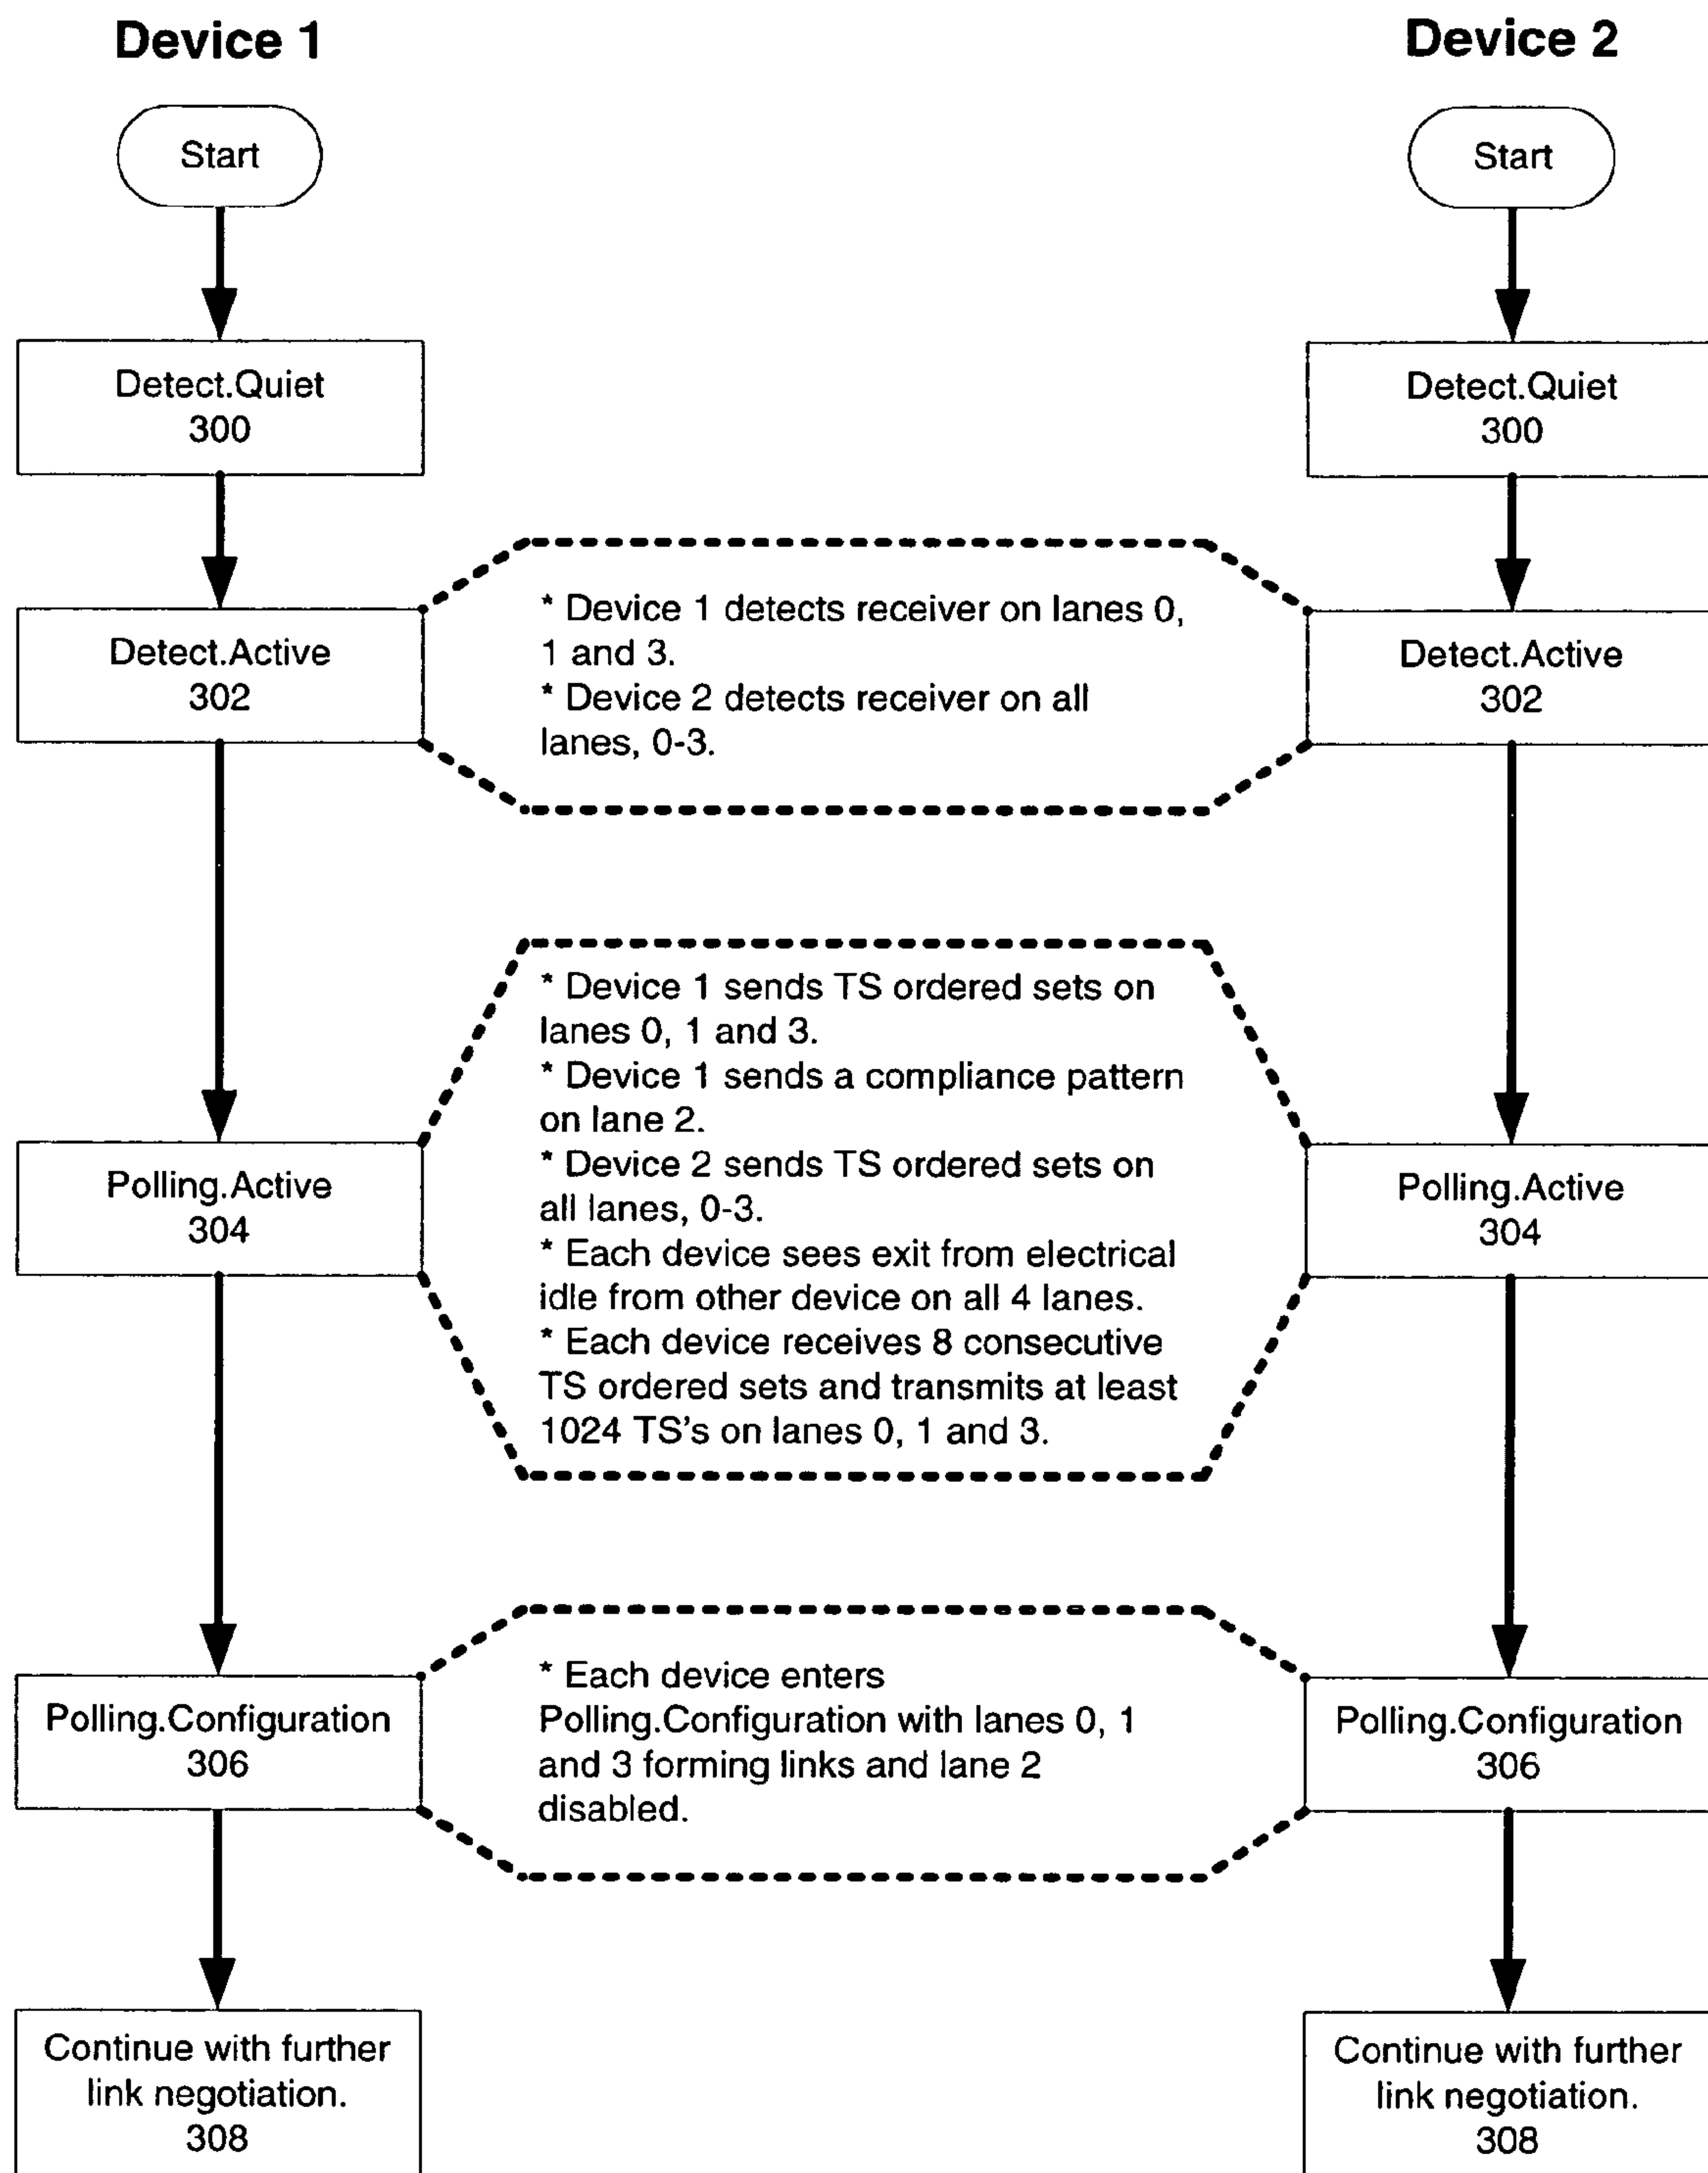 Device 1
Device 2
Start
Start
Detect.Quiet
300
Detect.Quiet
300
* Device 1 detects receiver on lanes 0,
1 and 3.
* Device 2 detects receiver on all
lanes, 0-3.
Detect.Active
302
Detect.Active
302
* Device 1 sends TS ordered sets on
lanes 0, 1 and 3.
* Device 1 sends a compliance pattern
on lane 2.
* Device 2 sends TS ordered sets on
all lanes, 0-3.
* Each device sees exit from electrical
idle from other device on all 4 lanes.
* Each device receives 8 consecutive
TS ordered sets and transmits at least
1024 TS's on lanes 0, 1 and 3.
Polling.Active
304
Polling.Active
304
* Each device enters
Polling.Configuration with lanes 0, 1
and 3 forming links and lane 2
disabled.
Polling.Configuration
306
Polling.Configuration
306
Continue with further
link negotiation.
308
Continue with further
link negotiation.
308